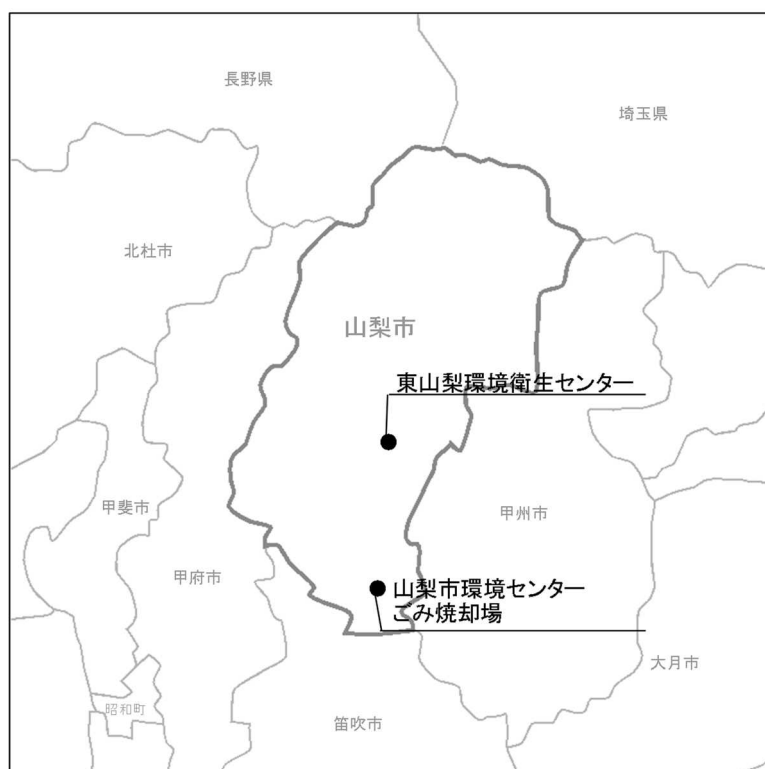 長野県
埼玉県
北杜市
山梨市
東山梨環境衛生センター
甲斐市
甲州市
甲府市
山梨市環境センター
ごみ焼却場
大月市
昭和町
笛吹市